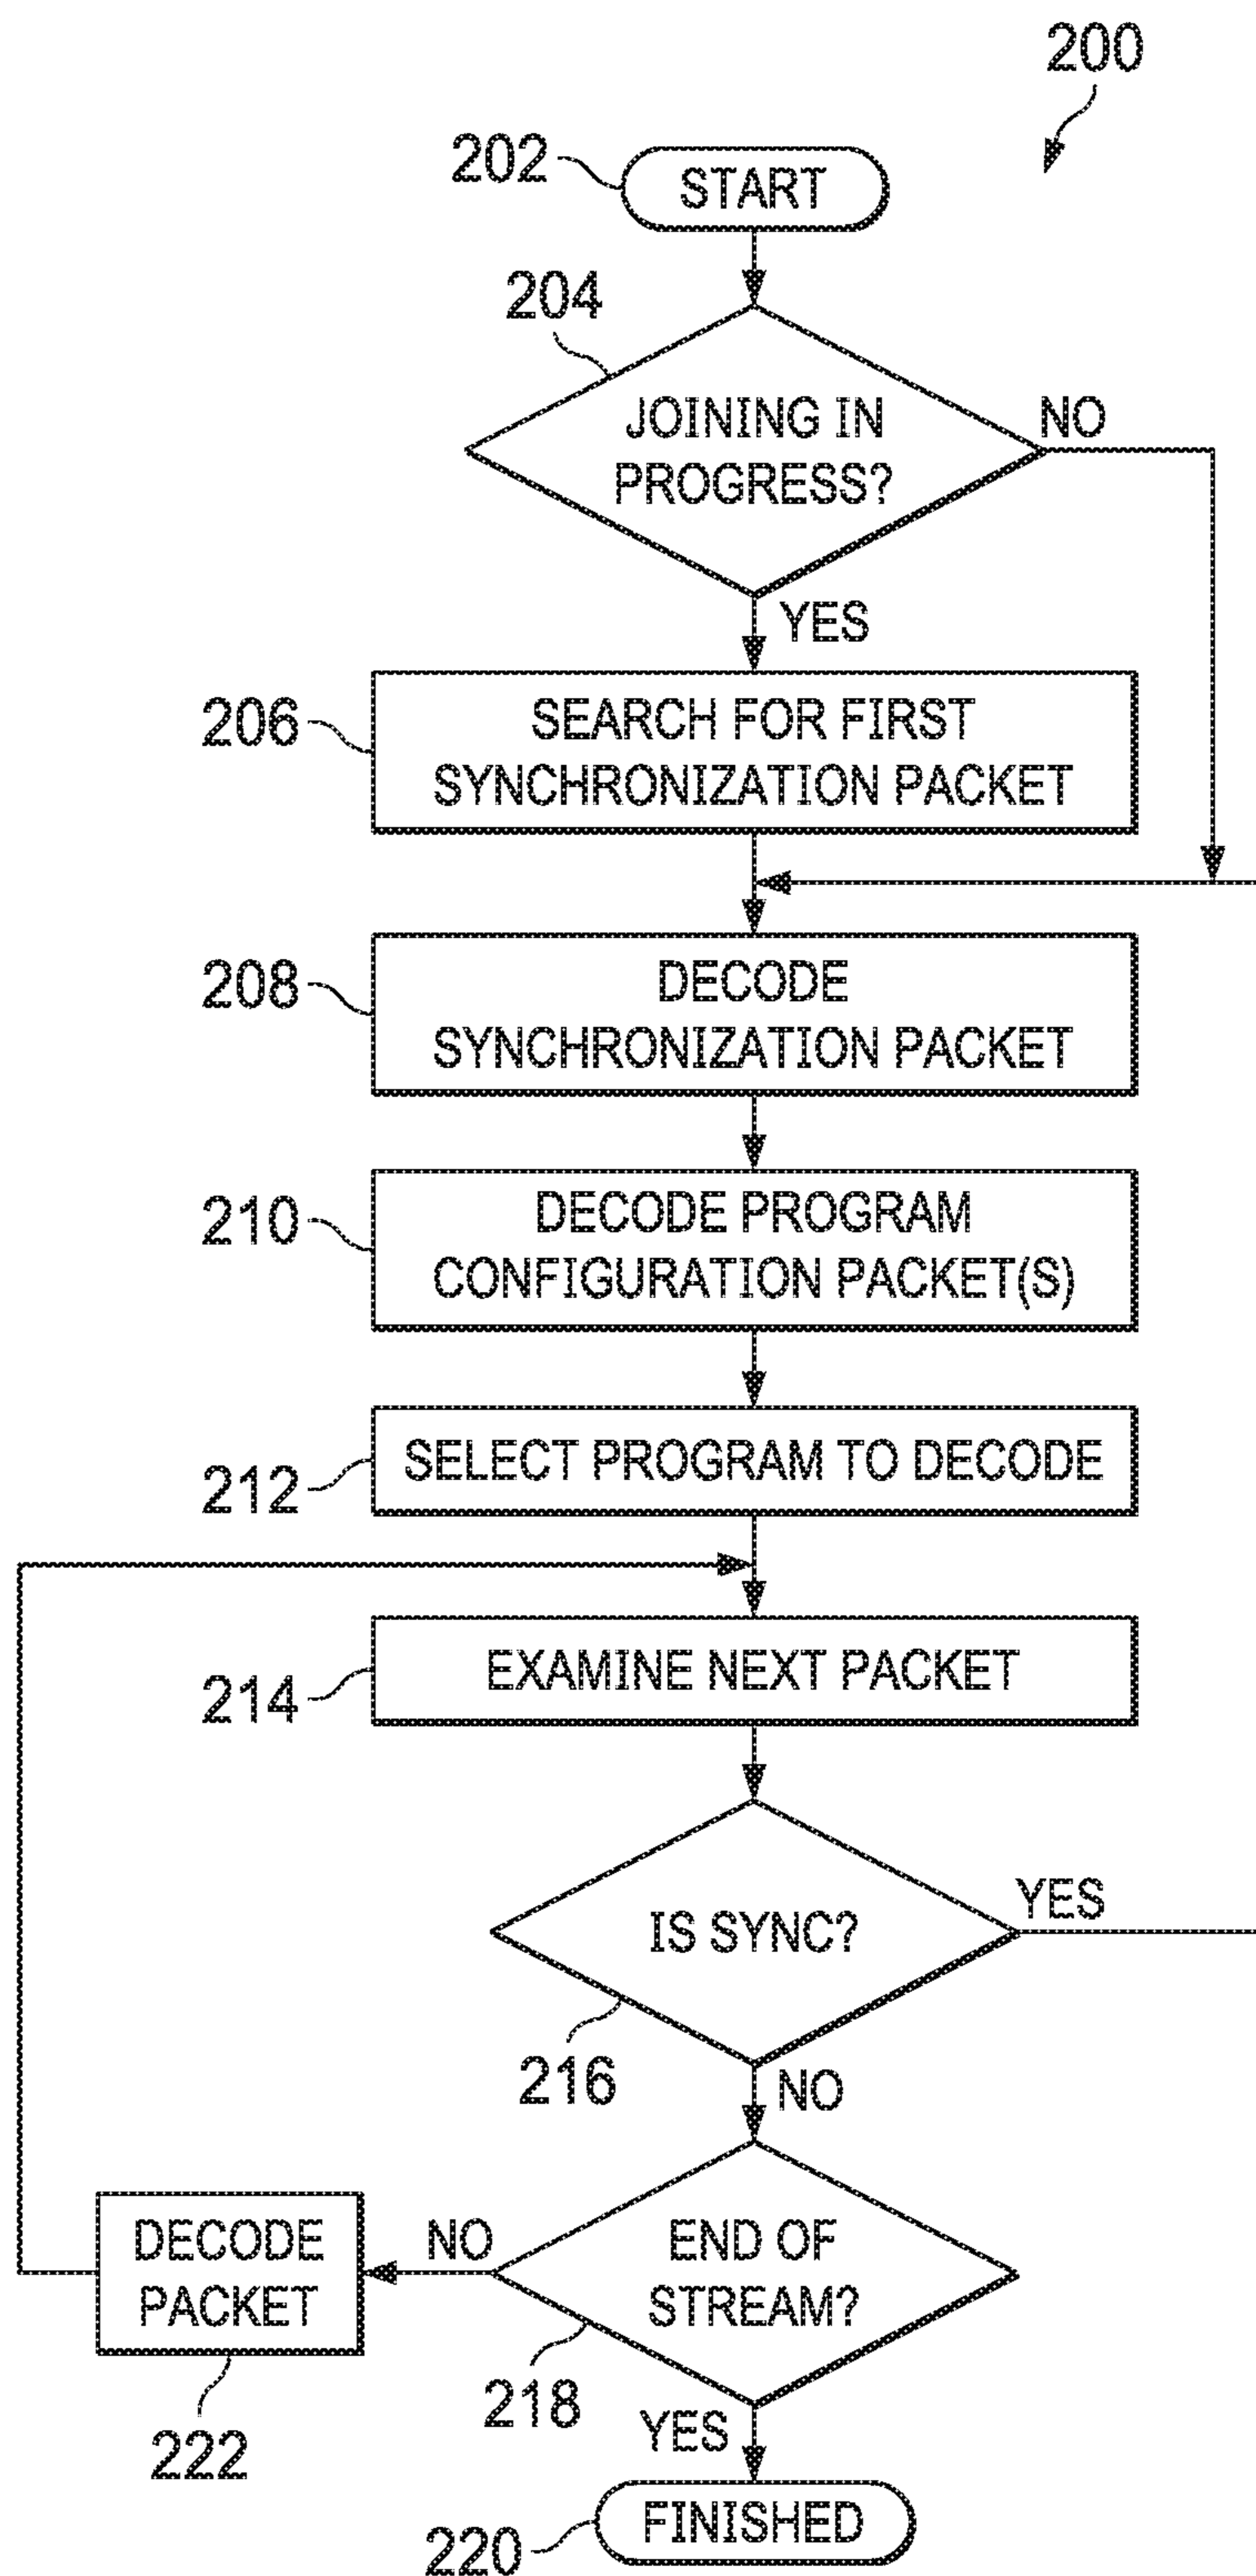 200
202
START
204
JOINING IN
PROGRESS?
NO
YES
206
SEARCH FOR FIRST
SYNCHRONIZATION PACKET
208
DECODE
SYNCHRONIZATION PACKET
210
DECODE PROGRAM
CONFIGURATION PACKET(S)
212
SELECT PROGRAM TO DECODE
214
EXAMINE NEXT PACKET
IS SYNC?
YES
216
NO
DECODE
PACKET
NO
END OF
STREAM?
218
222
YES
220
FINISHED